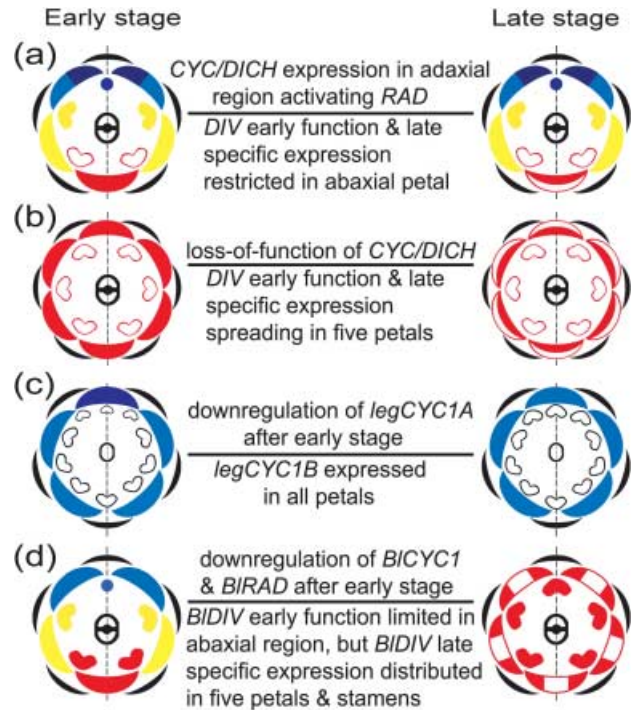 Early stage
Late stage
(a)
CYC/DICH expression in adaxial
region activating RAD
DIV early function & late
specific expression
restricted in abaxial petal
(b)
loss-of-function of CYC/DICH
DIV early function & late
specific expression
spreading in five petals
(c)
downregulation of legCYC1A
after early stage
legCYC1B expressed
in all petals
(d)
downregulation of BlCYC1
& BlRAD after early stage
BlDIV early function limited in
abaxial region, but BlDIV late
specific expression distributed
in five petals & stamens